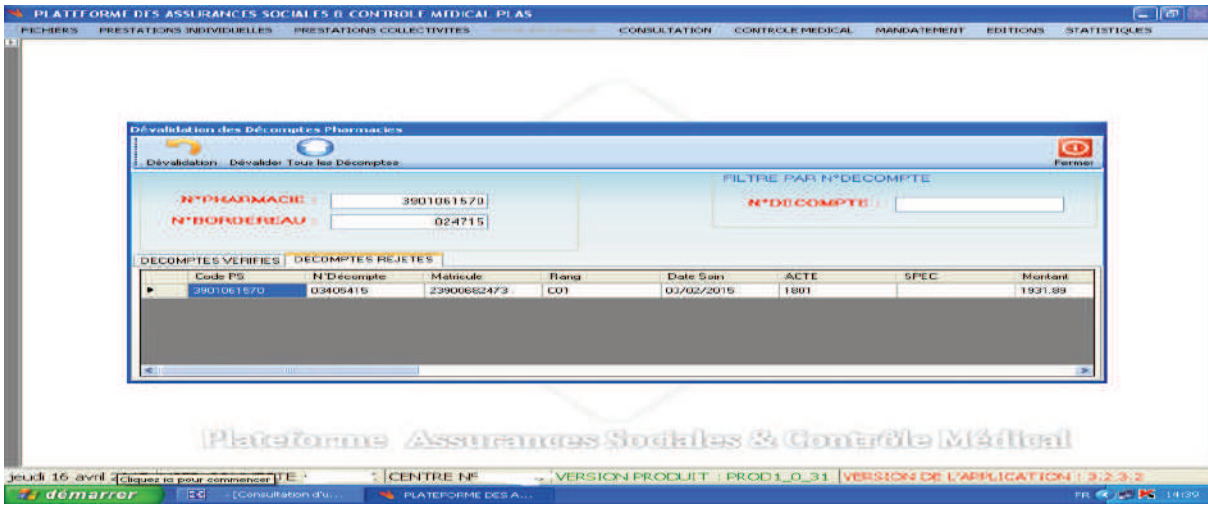 PLATEFORME DES ASSURANCES SOCIALES & CONTROLE MEDICAL PLAS
FICHIERS PRESTATIONS INDIVIDUELLES PRESTATIONS COLLECTIVITES CONSULTATION CONTROLE MEDICAL MANDATEMENT EDITIONS STATISTIQUES
Dévalidation des Décomptes Pharmacies
Dévalidation Dévalider Tous les Décomptes Fermer
FILTRE PAR N°DECOMPTE
N°PHARMACIE : 3901061570 N°DECOMPTE :
N°BORDEREAU : 024715
DECOMPTES VERIFIES DECOMPTES REJETES
Code PS N°Décompte Matricule Rang Date Soin ACTE SPEC Montant
3901061570 03405415 23900682473 C01 03/02/2015 1801 1931.89
Plateforme Assurances Sociales & Contrôle Médical
jeudi 16 avril Cliquez ici pour commencer TE : CENTRE N° VERSION PRODUIT : PROD1_0_31 VERSION DE L'APPLICATION : 3.2.3.2
démarrer - [Consultation d'u... PLATEFORME DES A... FR 14:39